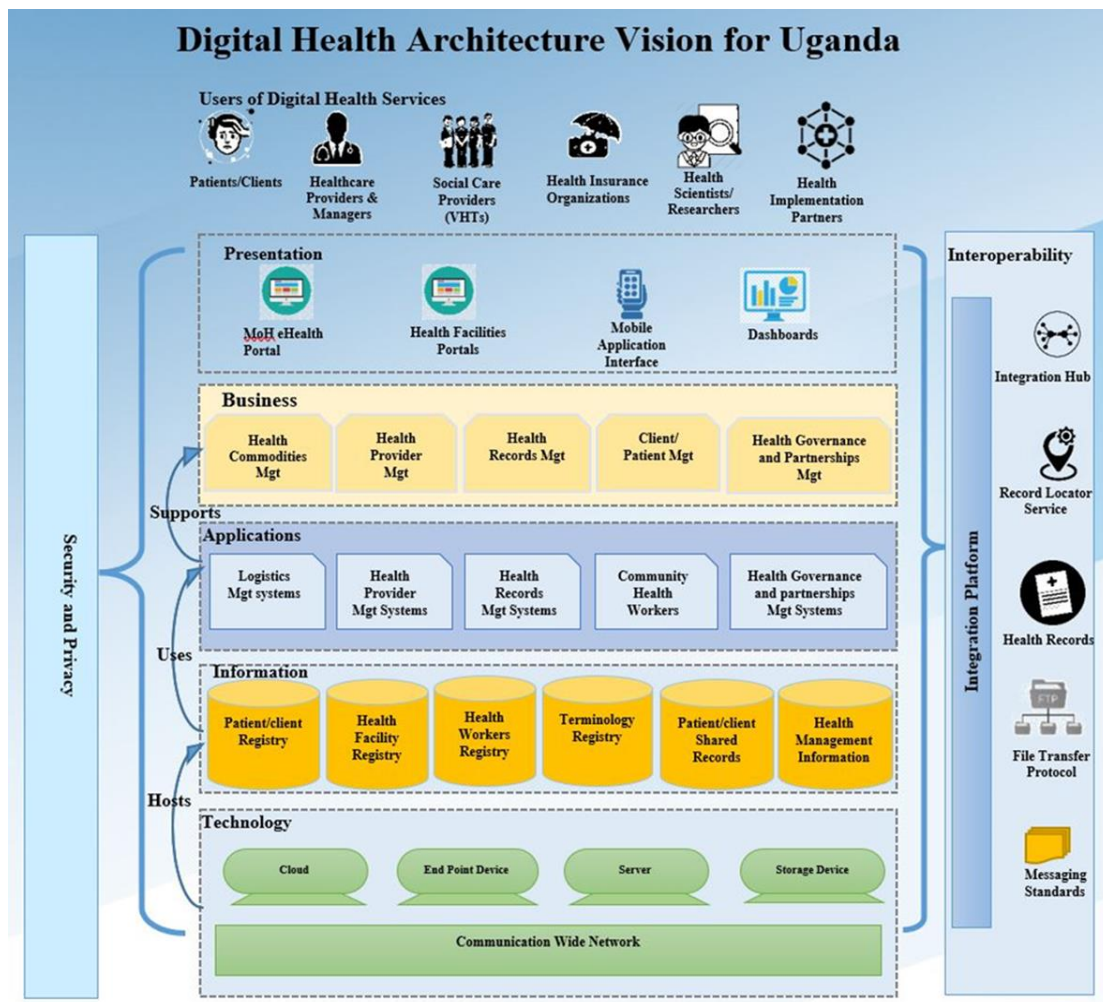 Digital Health Architecture Vision for Uganda
Users of Digital Health Services
Patients/Clients
Healthcare
Providers &
Managers
Social Care
Providers
(VHTs)
Health Insurance
Organizations
Health
Scientists/
Researchers
Health
Implementation
Partners
Security and Privacy
Presentation
MoH eHealth
Portal
Health Facilities
Portals
Mobile
Application
Interface
Dashboards
Business
Health
Commodities
Mgt
Health
Provider
Mgt
Health
Records Mgt
Client/
Patient Mgt
Health Governance
and Partnerships
Mgt
Supports
Applications
Logistics
Mgt systems
Health
Provider
Mgt Systems
Health
Records
Mgt Systems
Community
Health
Workers
Health Governance
and partnerships
Mgt Systems
Uses
Information
Patient/client
Registry
Health
Facility
Registry
Health
Workers
Registry
Terminology
Registry
Patient/client
Shared
Records
Health
Management
Information
Hosts
Technology
Cloud
End Point Device
Server
Storage Device
Communication Wide Network
Interoperability
Integration Platform
Integration Hub
Record Locator
Service
Health Records
FTP
File Transfer
Protocol
Messaging
Standards